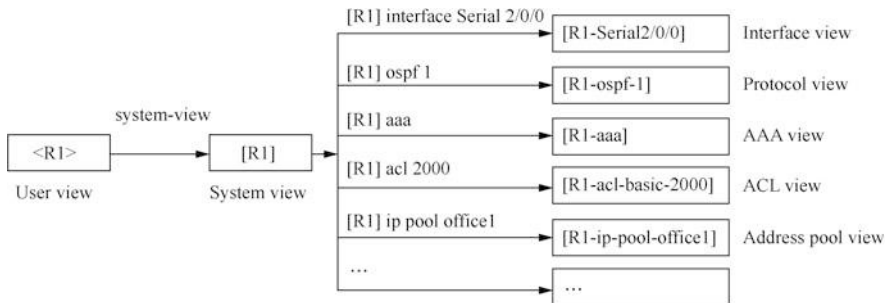 [R1] interface Serial 2/0/0
[R1-Serial2/0/0] Interface view
[R1] ospf 1
[R1-ospf-1] Protocol view
system-view
[R1] aaa
<R1> [R1] [R1-aaa] AAA view
User view System view
[R1] acl 2000
[R1-acl-basic-2000] ACL view
[R1] ip pool office1
[R1-ip-pool-office1] Address pool view
…
…